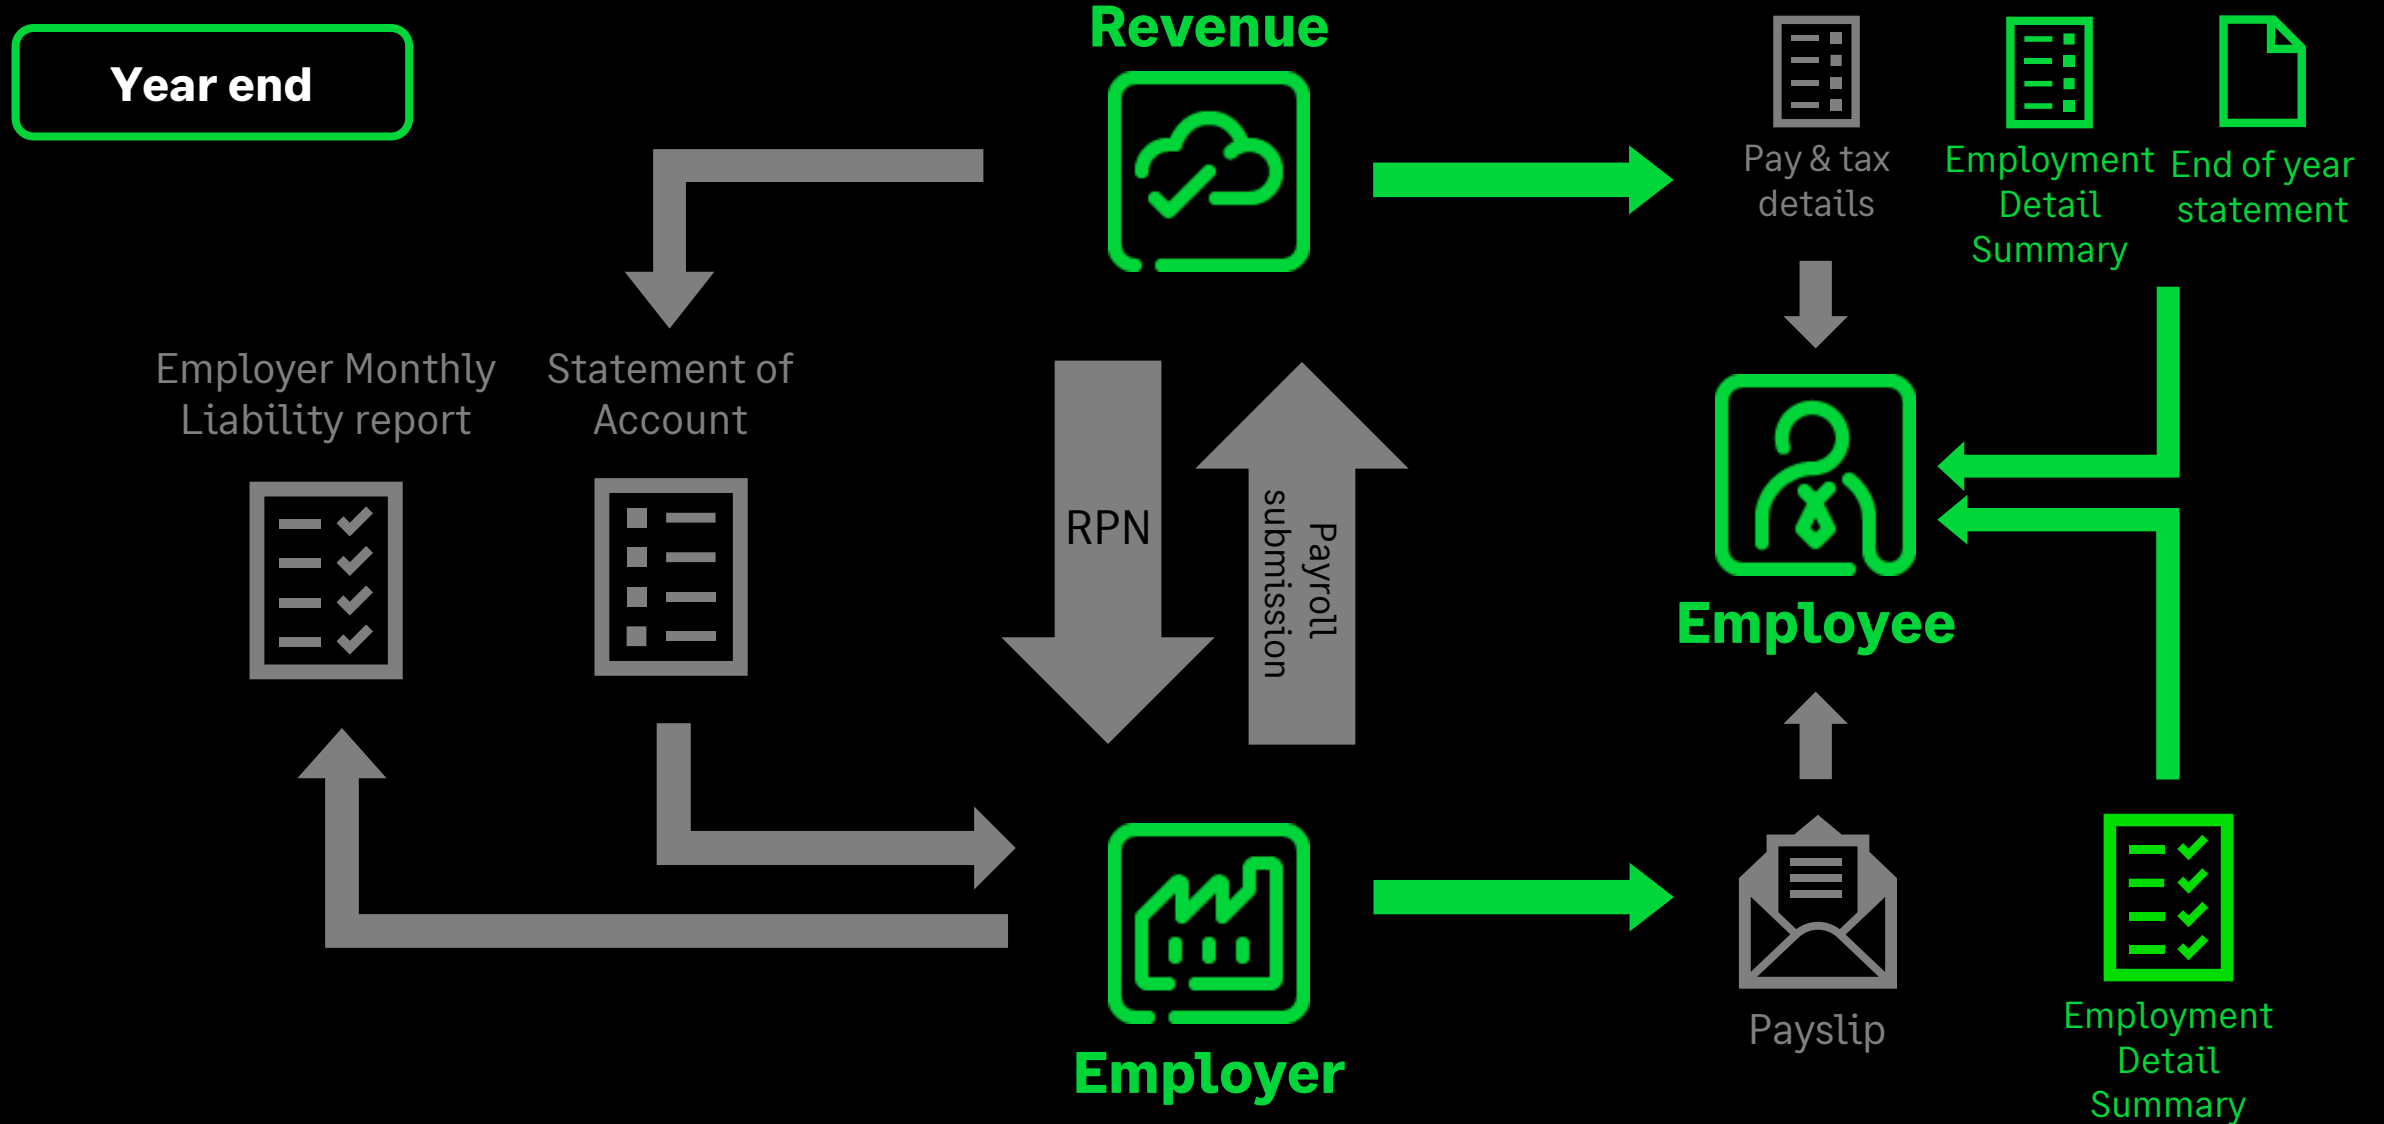 Year end
Revenue
Pay & tax
details
Employment
Detail
Summary
End of year
statement
Employer Monthly
Liability report
Statement of
Account
RPN
Payroll
submission
Employee
Employer
Payslip
Employment
Detail
Summary